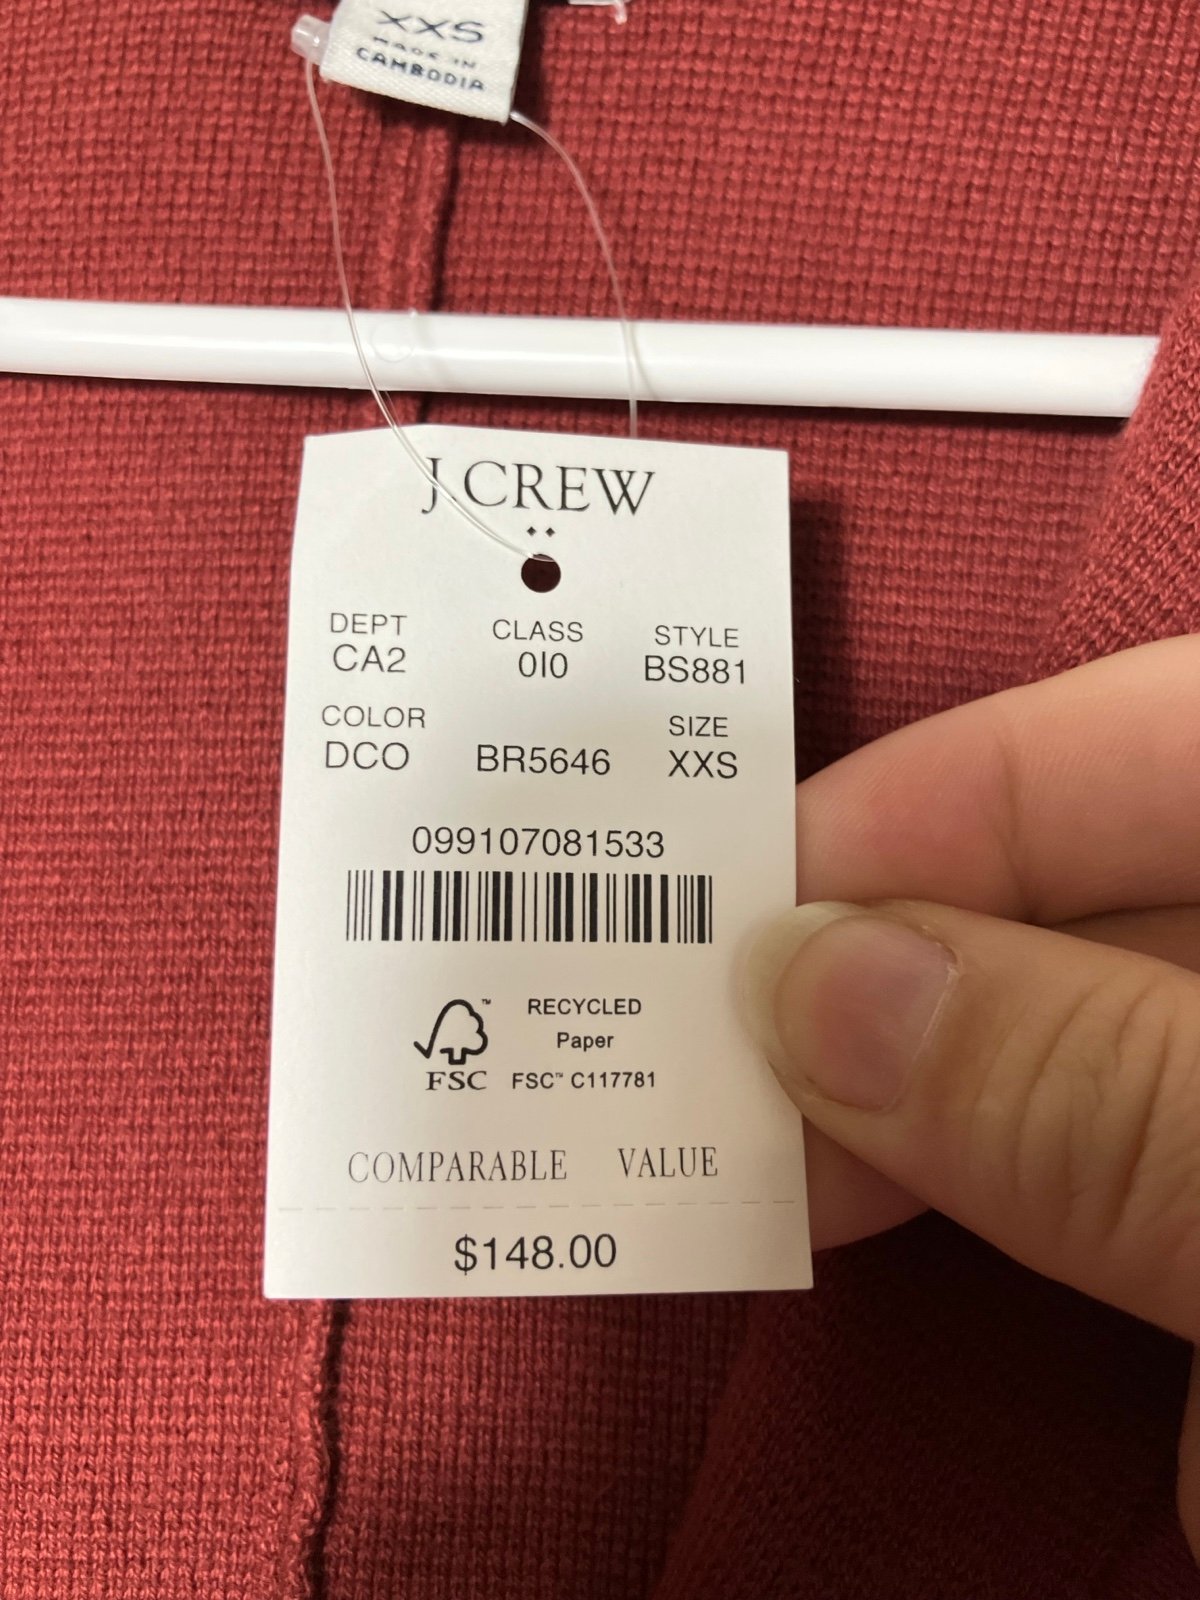 XXS
MADE IN
CAMBODIA
J.CREW
DEPT CLASS STYLE
CA2 010 BS881
COLOR SIZE
DCO BR5646 XXS
099107081533
RECYCLED
Paper
FSC™ FSC™ C117781
COMPARABLE VALUE
$148.00